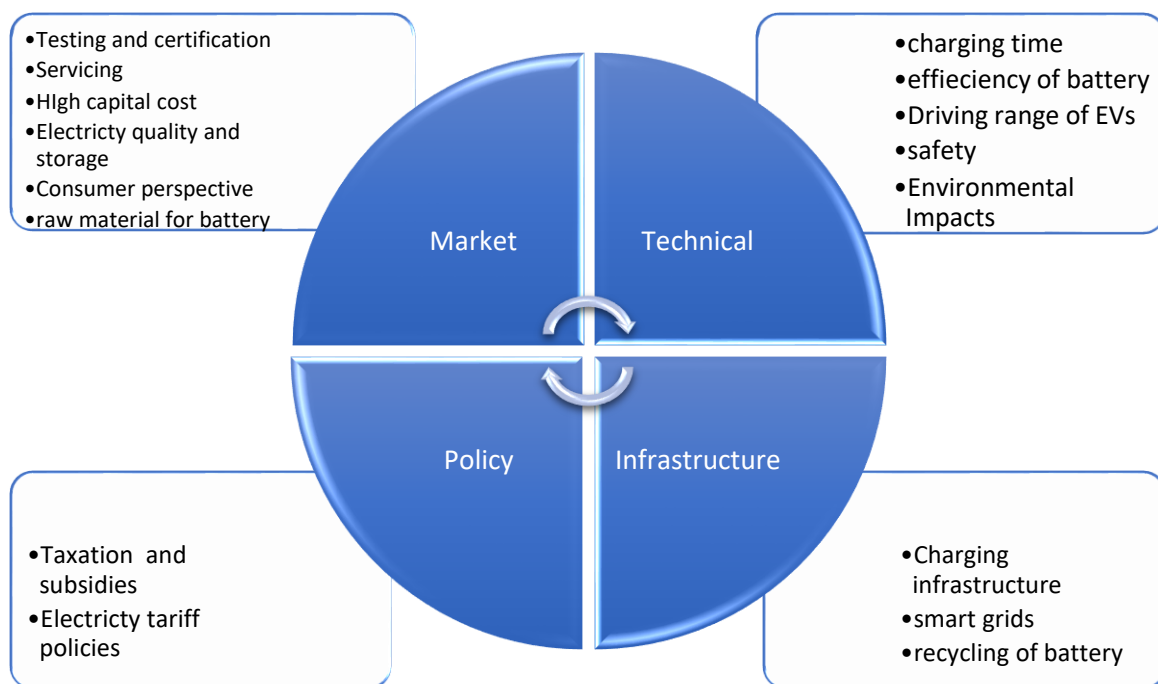 •Testing and certification
•Servicing
•HIgh capital cost
•Electricty quality and
storage
•Consumer perspective
•raw material for battery
•charging time
•effieciency of battery
•Driving range of EVs
•safety
•Environmental
Impacts
Market
Technical
Policy
Infrastructure
•Taxation and
subsidies
•Electricty tariff
policies
•Charging
infrastructure
•smart grids
•recycling of battery